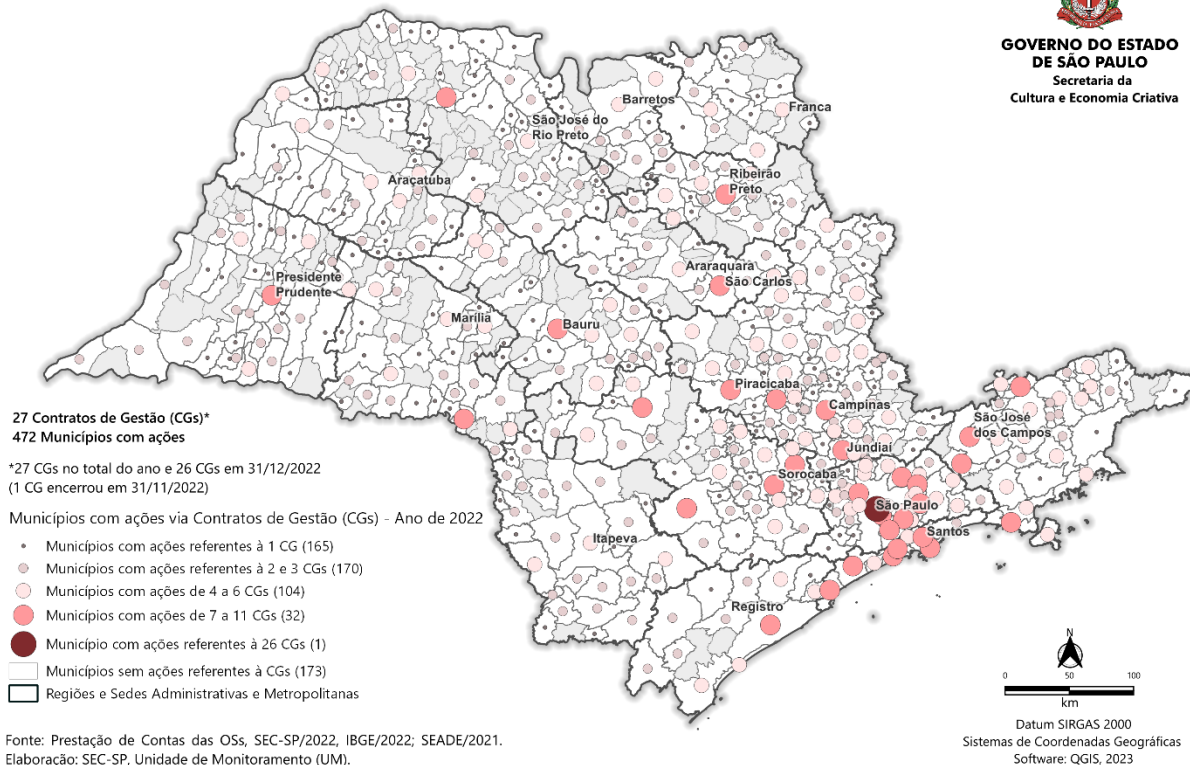 GOVERNO DO ESTADO
DE SÃO PAULO
Secretaria da
Cultura e Economia Criativa
Barretos
Franca
São José do
Rio Preto
Ribeirão
Preto
Araçatuba
Araraquara
São Carlos
Presidente
Prudente
Marília
Bauru
Piracicaba
Campinas
São José
dos Campos
Jundiaí
Sorocaba
São Paulo
Santos
Itapeva
Registro
27 Contratos de Gestão (CGs)*
472 Municípios com ações
*27 CGs no total do ano e 26 CGs em 31/12/2022
(1 CG encerrou em 31/11/2022)
Municípios com ações via Contratos de Gestão (CGs) - Ano de 2022
Municípios com ações referentes à 1 CG (165)
Municípios com ações referentes à 2 e 3 CGs (170)
Municípios com ações de 4 a 6 CGs (104)
Municípios com ações de 7 a 11 CGs (32)
Município com ações referentes à 26 CGs (1)
Municípios sem ações referentes à CGs (173)
Regiões e Sedes Administrativas e Metropolitanas
Fonte: Prestação de Contas das OSs, SEC-SP/2022, IBGE/2022; SEADE/2021.
Elaboração: SEC-SP. Unidade de Monitoramento (UM).
N
0 50 100
km
Datum SIRGAS 2000
Sistemas de Coordenadas Geográficas
Software: QGIS, 2023